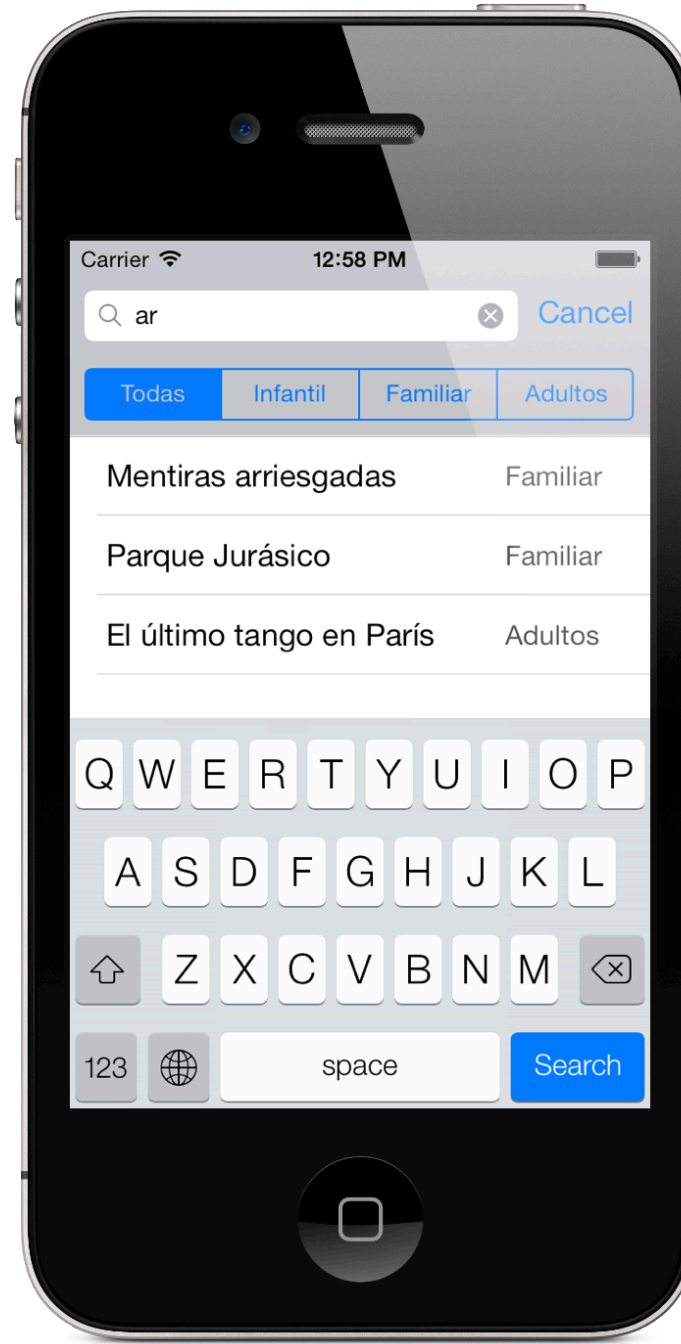 Carrier 12:58 PM
ar Cancel
Todas Infantil Familiar Adultos
Mentiras arriesgadas Familiar
Parque Jurásico Familiar
El último tango en París Adultos
Q W E R T Y U I O P
A S D F G H J K L
Z X C V B N M
123 space Search